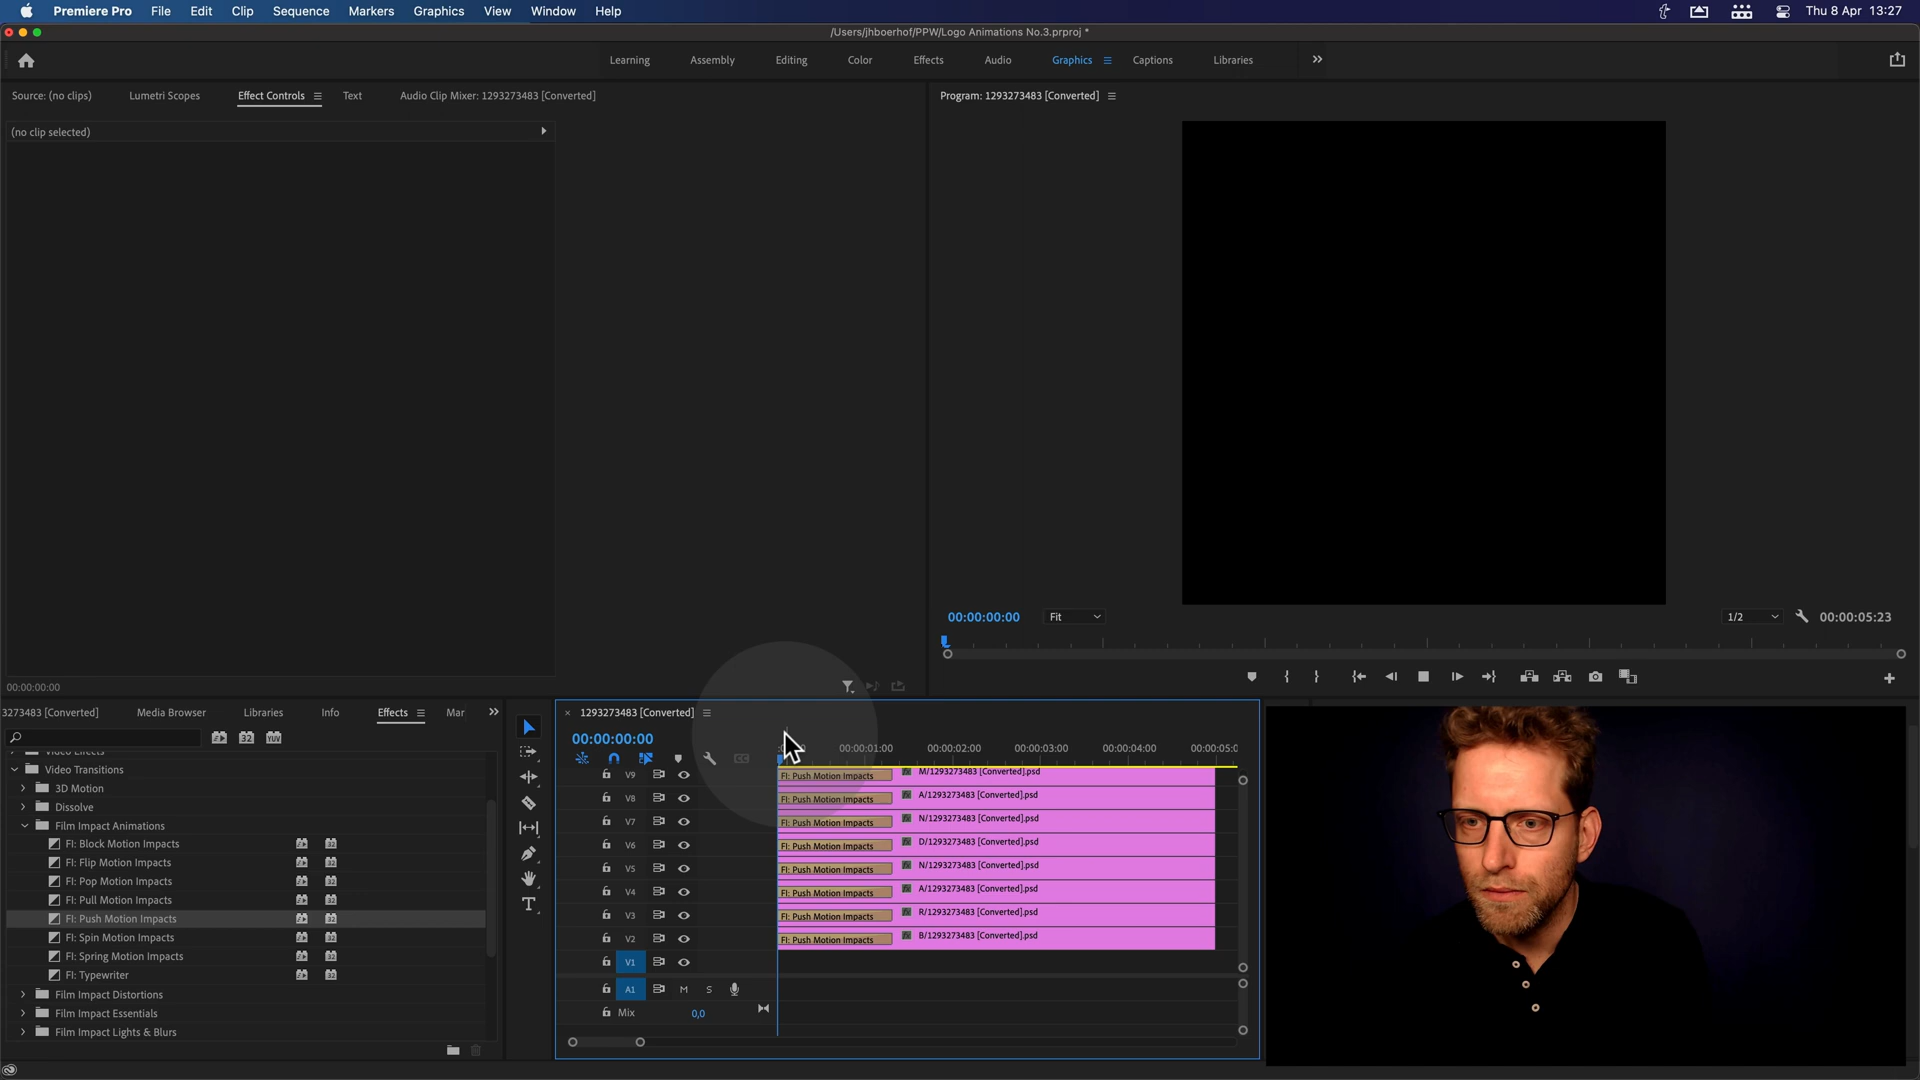 Premiere Pro File Edit Clip Sequence Markers Graphics View Window Help Thu 8 Apr 13:27
/Users/jhboerhof/PPW/Logo Animations No.3.prproj *
Learning Assembly Editing Color Effects Audio Graphics Captions Libraries
Source: (no clips) Lumetri Scopes Effect Controls Text Audio Clip Mixer: 1293273483 [Converted] Program: 1293273483 [Converted]
(no clip selected)
00:00:00:00 Fit 1/2 00:00:05:23
00:00:00:00
3273483 [Converted] Media Browser Libraries Info Effects Mar
1293273483 [Converted]
00:00:00:00
00:00:01:00 00:00:02:00 00:00:03:00 00:00:04:00 00:00:05:0
Video Effects
Video Transitions
3D Motion
Dissolve
Film Impact Animations
FI: Block Motion Impacts
FI: Flip Motion Impacts
FI: Pop Motion Impacts
FI: Pull Motion Impacts
FI: Push Motion Impacts
FI: Spin Motion Impacts
FI: Spring Motion Impacts
FI: Typewriter
Film Impact Distortions
Film Impact Essentials
Film Impact Lights & Blurs
V9 FI: Push Motion Impacts fx M/1293273483 [Converted].psd
V8 FI: Push Motion Impacts fx A/1293273483 [Converted].psd
V7 FI: Push Motion Impacts fx N/1293273483 [Converted].psd
V6 FI: Push Motion Impacts fx D/1293273483 [Converted].psd
V5 FI: Push Motion Impacts fx N/1293273483 [Converted].psd
V4 FI: Push Motion Impacts fx A/1293273483 [Converted].psd
V3 FI: Push Motion Impacts fx R/1293273483 [Converted].psd
V2 FI: Push Motion Impacts fx B/1293273483 [Converted].psd
V1
A1 M S
Mix 0,0